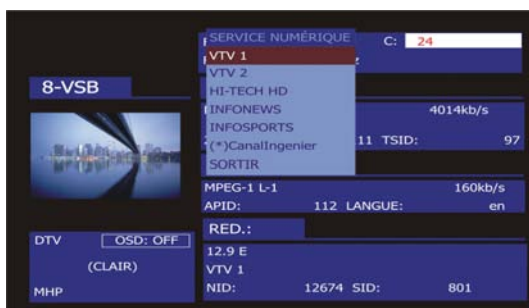 SERVICE NUMÉRIQUE
C: 24
VTV 1
VTV 2
8-VSB
HI-TECH HD
INFONEWS
4014kb/s
INFOSPORTS
(*)CanalIngenier
11 TSID: 97
SORTIR
MPEG-1 L-1 160kb/s
APID: 112 LANGUE: en
RED.:
DTV OSD: OFF
12.9 E
(CLAIR)
VTV 1
MHP
NID: 12674 SID: 801